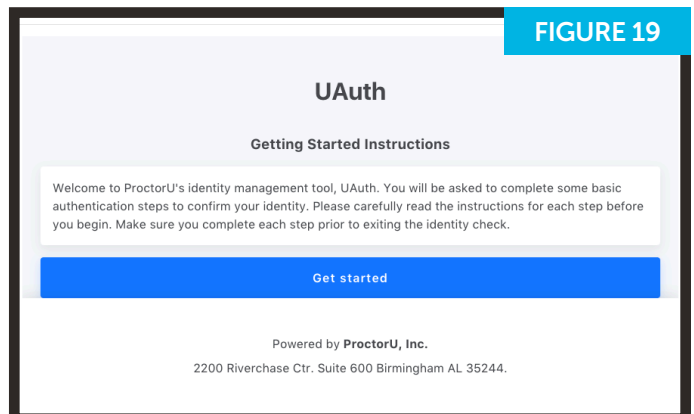 FIGURE 19
UAuth
Getting Started Instructions
Welcome to ProctorU's identity management tool, UAuth. You will be asked to complete some basic
authentication steps to confirm your identity. Please carefully read the instructions for each step before
you begin. Make sure you complete each step prior to exiting the identity check.
Get started
Powered by ProctorU, Inc.
2200 Riverchase Ctr. Suite 600 Birmingham AL 35244.